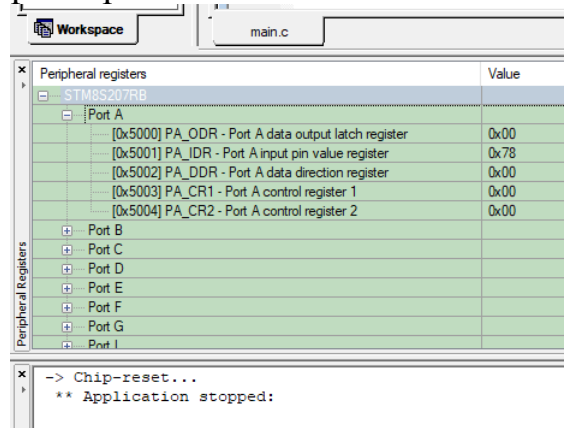 Workspace
main.c
Peripheral registers Value
STM8S207RB
Port A
[0x5000] PA_ODR - Port A data output latch register 0x00
[0x5001] PA_IDR - Port A input pin value register 0x78
[0x5002] PA_DDR - Port A data direction register 0x00
[0x5003] PA_CR1 - Port A control register 1 0x00
[0x5004] PA_CR2 - Port A control register 2 0x00
Port B
Port C
Port D
Port E
Port F
Port G
Port I
Peripheral Registers
-> Chip-reset...
** Application stopped: